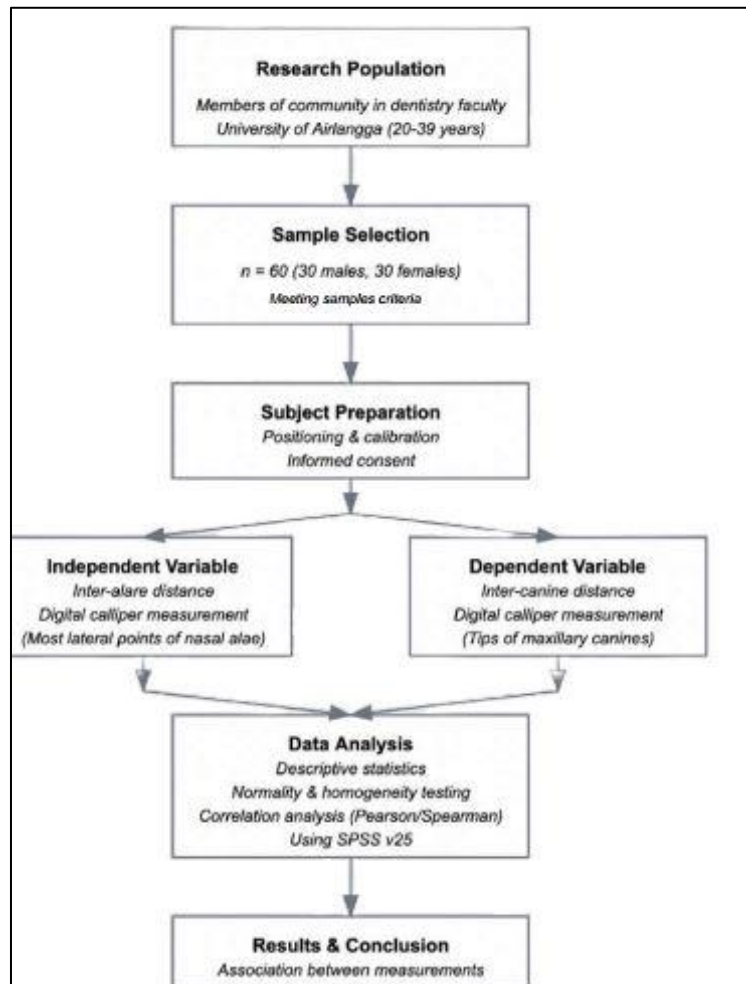 Research Population
Members of community in dentistry faculty
University of Airlangga (20-39 years)
Sample Selection
n = 60 (30 males, 30 females)
Meeting samples criteria
Subject Preparation
Positioning & calibration
Informed consent
Independent Variable
Inter-alare distance
Digital calliper measurement
(Most lateral points of nasal alae)
Dependent Variable
Inter-canine distance
Digital calliper measurement
(Tips of maxillary canines)
Data Analysis
Descriptive statistics
Normality & homogeneity testing
Correlation analysis (Pearson/Spearman)
Using SPSS v25
Results & Conclusion
Association between measurements